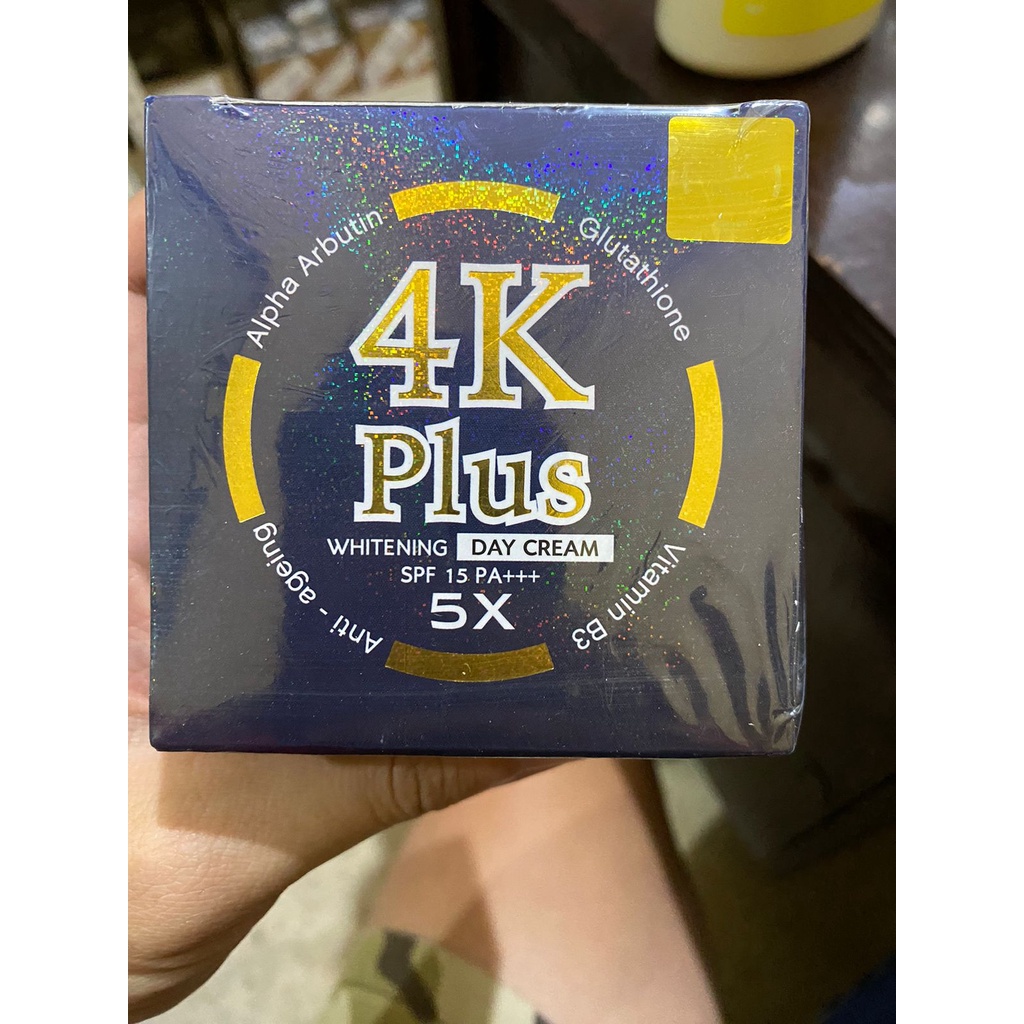 Alpha Arbutin
Glutathione
4K
Plus
WHITENING DAY CREAM
SPF 15 PA+++
5X
Anti - ageing
Vitamin B3